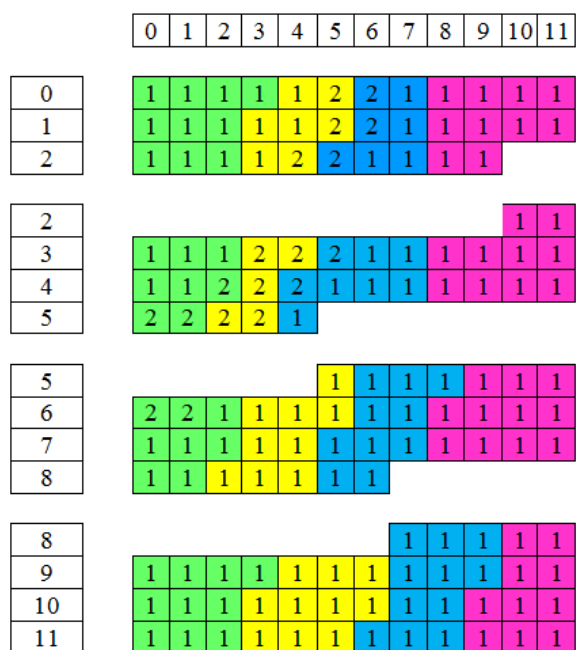 0 1 2 3 4 5 6 7 8 9 10 11
0 1 1 1 1 1 2 2 1 1 1 1 1
1 1 1 1 1 1 2 2 1 1 1 1 1
2 1 1 1 1 2 2 1 1 1 1
2 1 1
3 1 1 1 2 2 2 1 1 1 1 1 1
4 1 1 2 2 2 1 1 1 1 1 1 1
5 2 2 2 2 1
5 1 1 1 1 1 1 1
6 2 2 1 1 1 1 1 1 1 1 1 1
7 1 1 1 1 1 1 1 1 1 1 1 1
8 1 1 1 1 1 1 1
8 1 1 1 1 1
9 1 1 1 1 1 1 1 1 1 1 1 1
10 1 1 1 1 1 1 1 1 1 1 1 1
11 1 1 1 1 1 1 1 1 1 1 1 1